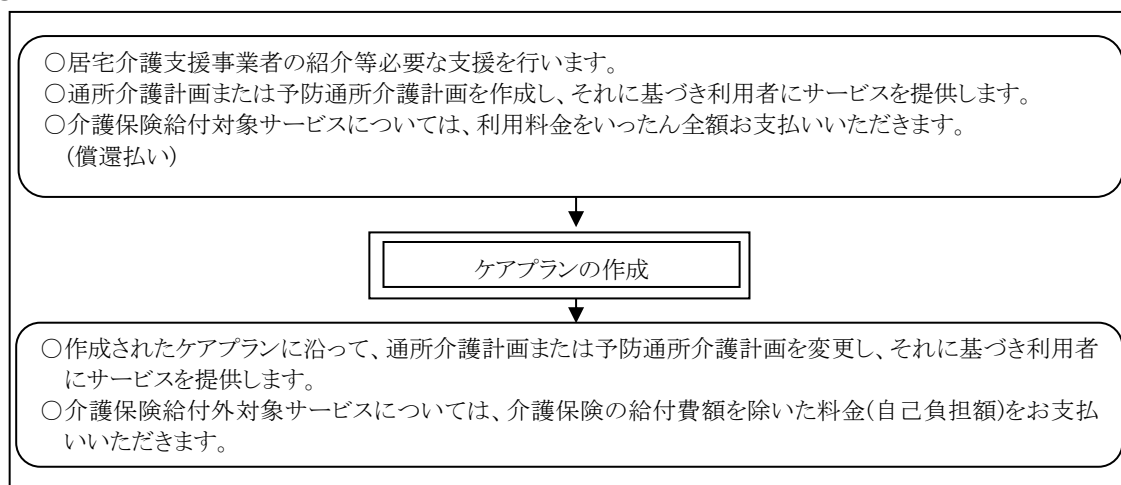 ○居宅介護支援事業者の紹介等必要な支援を行います。
○通所介護計画または予防通所介護計画を作成し、それに基づき利用者にサービスを提供します。
○介護保険給付対象サービスについては、利用料金をいったん全額お支払いいただきます。
(償還払い)
ケアプランの作成
○作成されたケアプランに沿って、通所介護計画または予防通所介護計画を変更し、それに基づき利用者
にサービスを提供します。
○介護保険給付外対象サービスについては、介護保険の給付費額を除いた料金(自己負担額)をお支払
いいただきます。